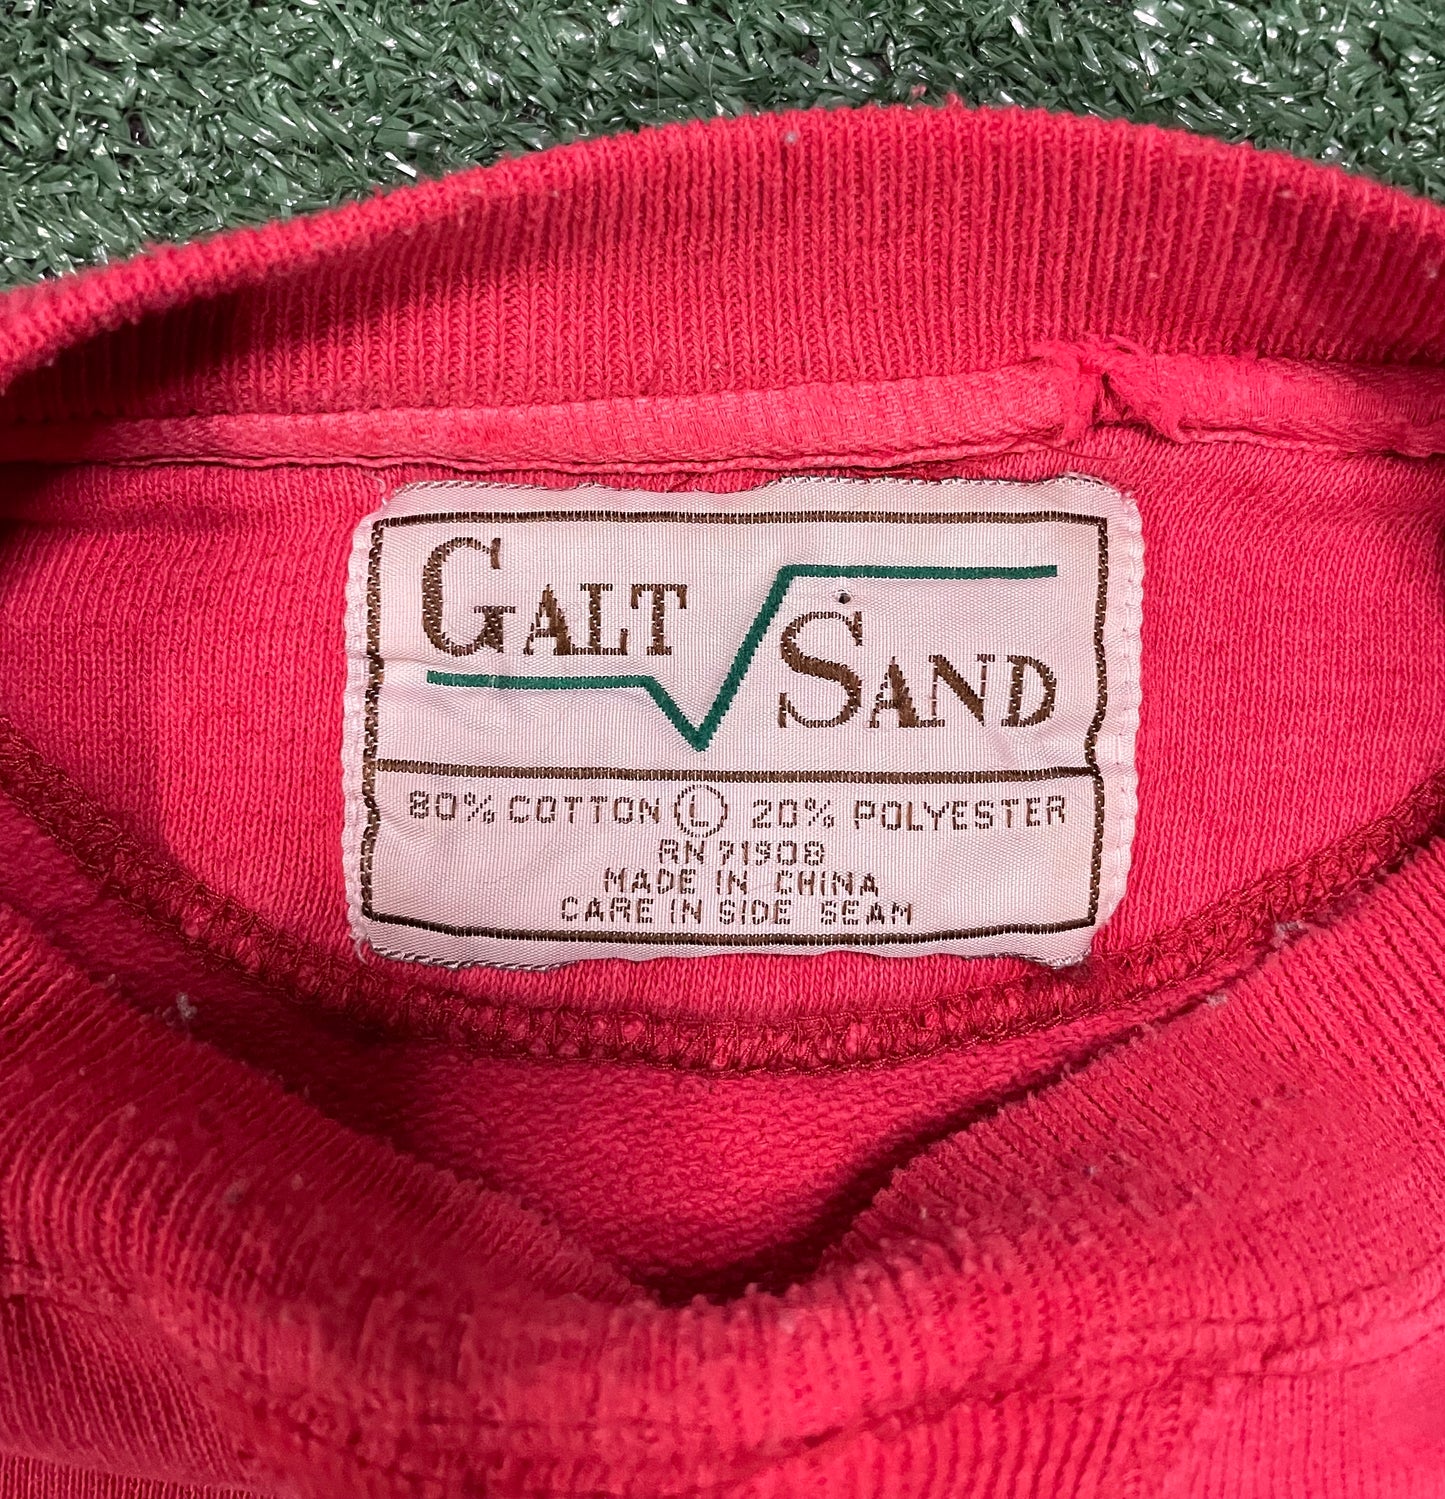 GALT SAND
80% COTTON L 20% POLYESTER
RN 71908
MADE IN CHINA
CARE IN SIDE SEAM